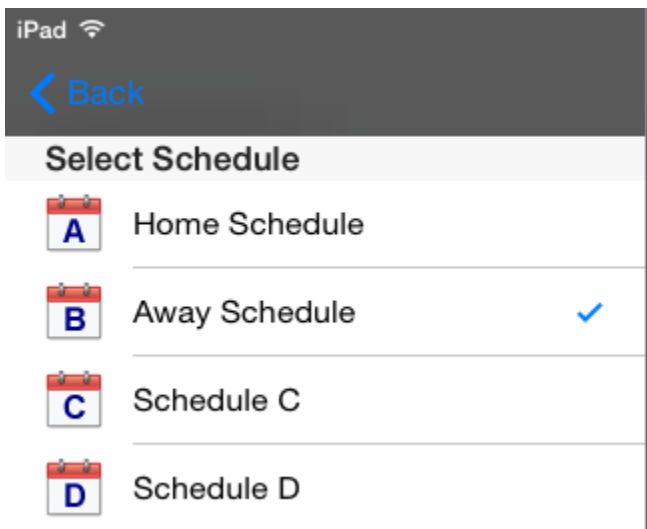 iPad
Back
Select Schedule
A Home Schedule
B Away Schedule
C Schedule C
D Schedule D